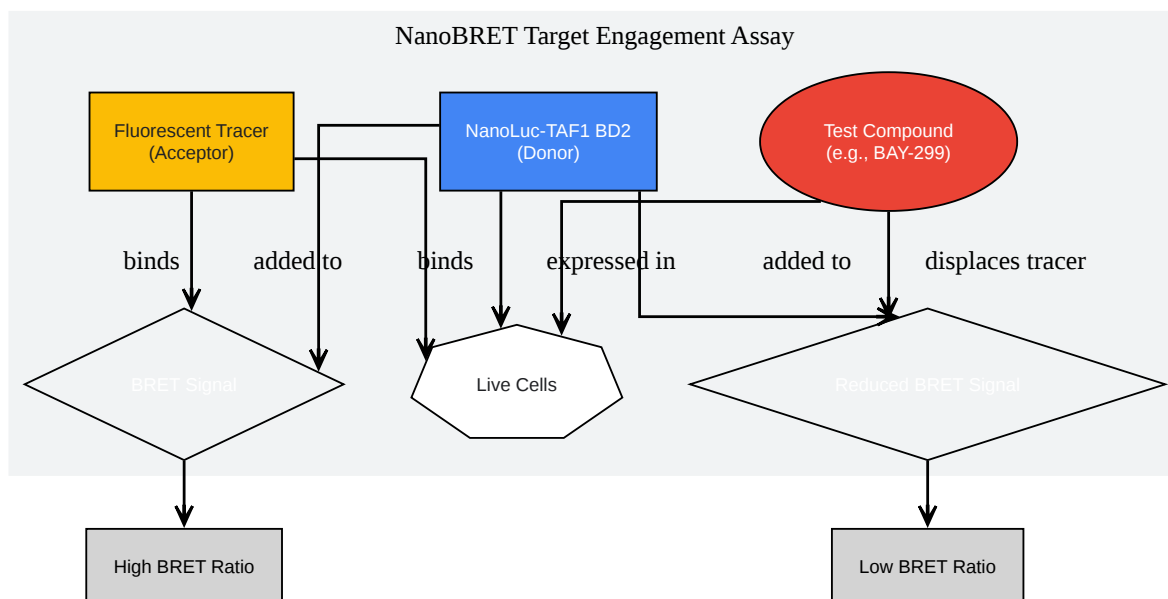 NanoBRET Target Engagement Assay
Fluorescent Tracer
(Acceptor)
NanoLuc-TAF1 BD2
(Donor)
Test Compound
(e.g., BAY-299)
binds
added to
binds
expressed in
added to
displaces tracer
BRET Signal
Live Cells
Reduced BRET Signal
High BRET Ratio
Low BRET Ratio